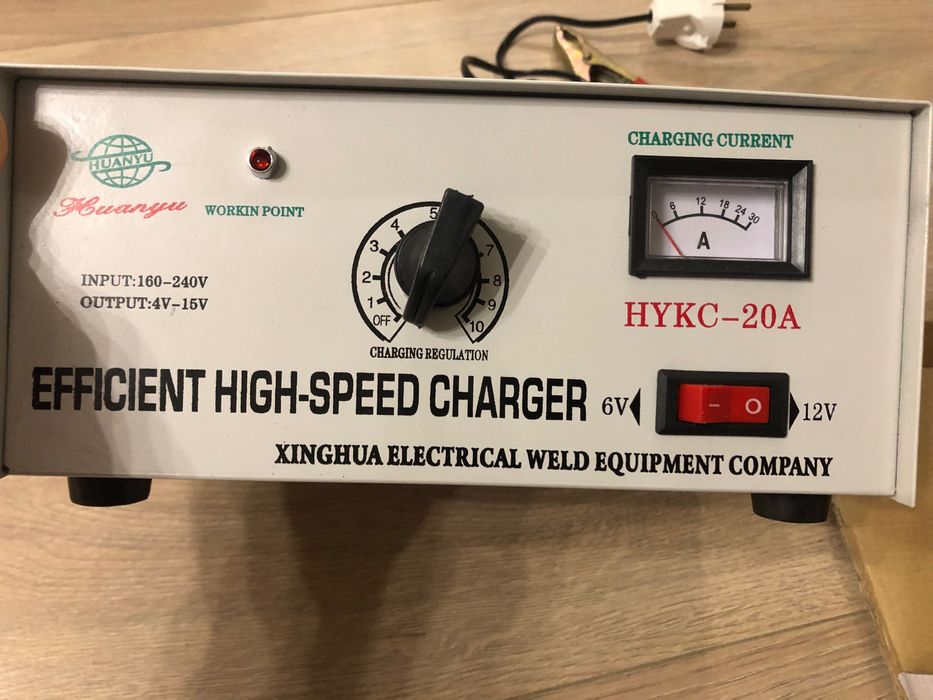 HUANYU
Huanyu
WORKIN POINT
CHARGING CURRENT
0 6 12 18 24 30
A
INPUT:160-240V
OUTPUT:4V-15V
OFF 1 2 3 4 5 7 8 9 10
CHARGING REGULATION
HYKC-20A
EFFICIENT HIGH-SPEED CHARGER
6V 12V
XINGHUA ELECTRICAL WELD EQUIPMENT COMPANY